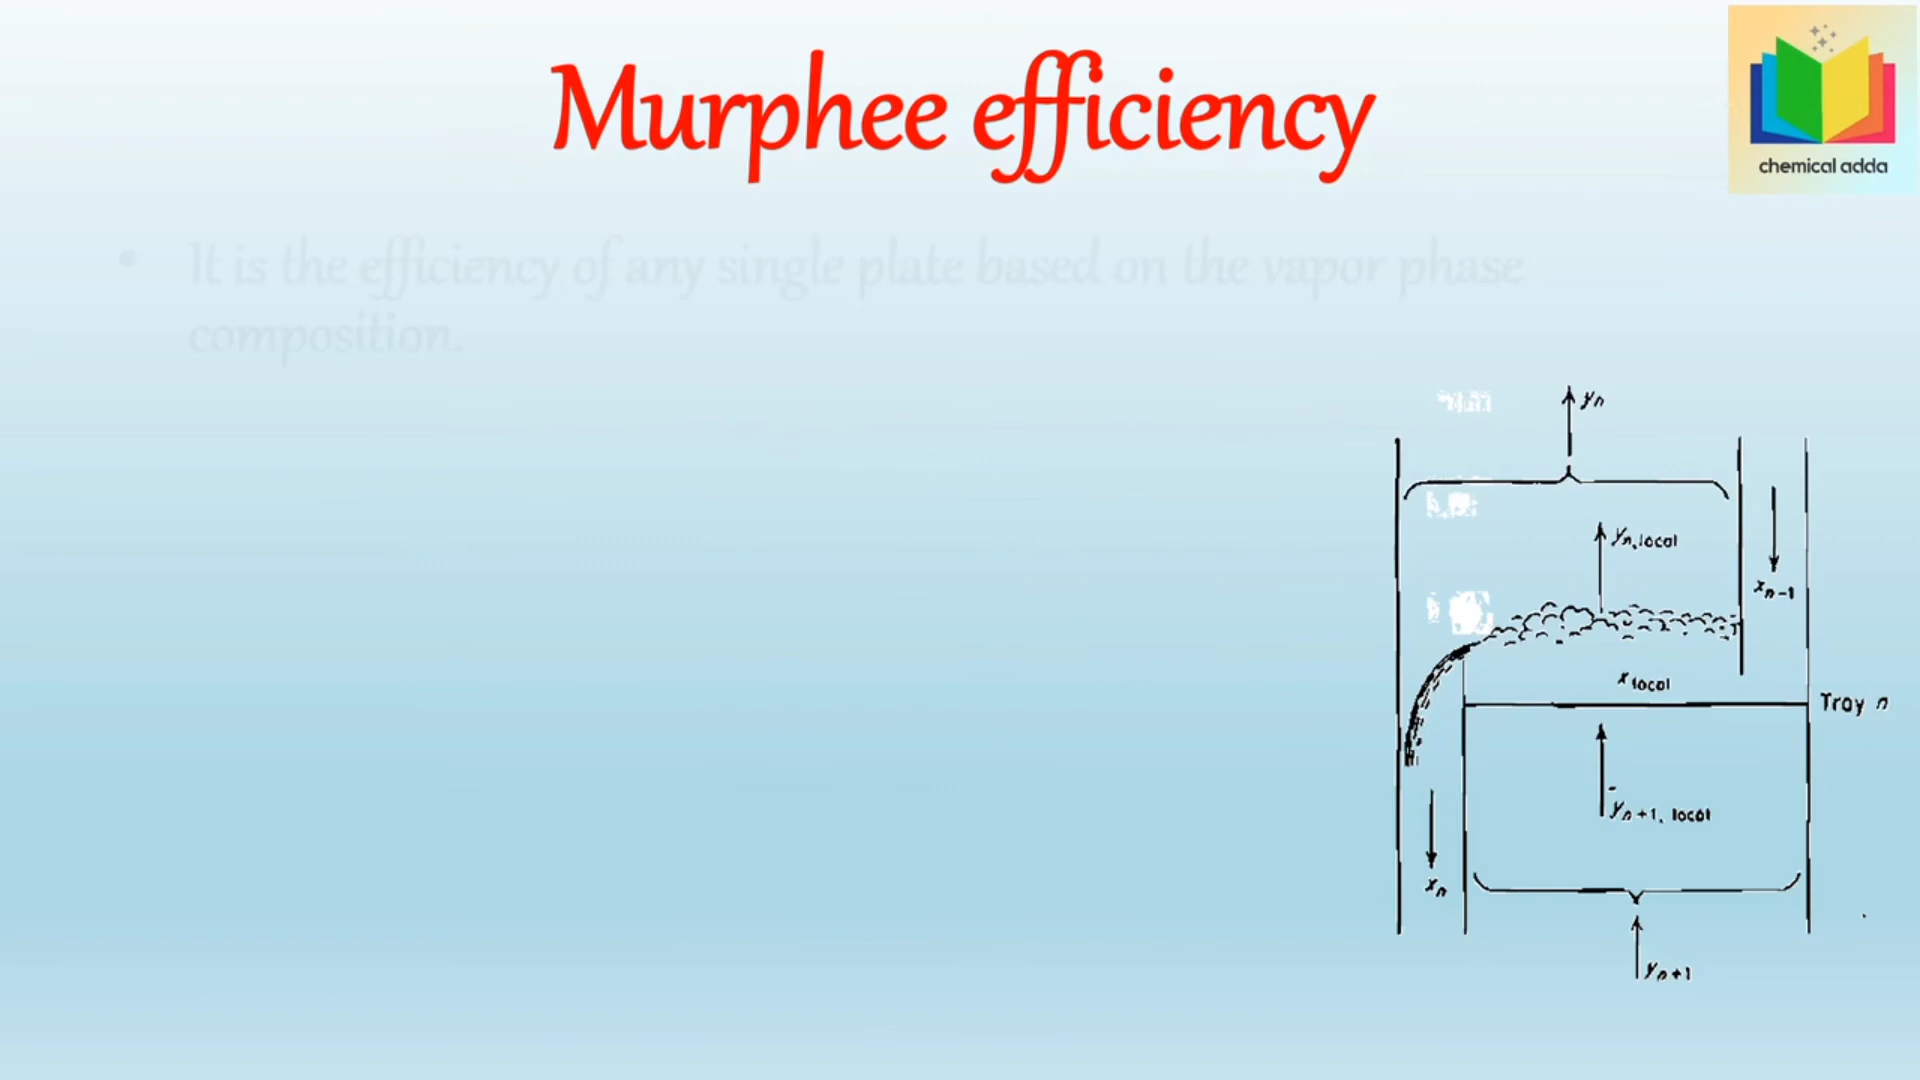 Murphee efficiency
chemical adda
• It is the efficiency of any single plate based on the vapor phase
composition.
yn
yn, local
xn-1
xlocal
Tray n
yn+1, local
xn
yn+1